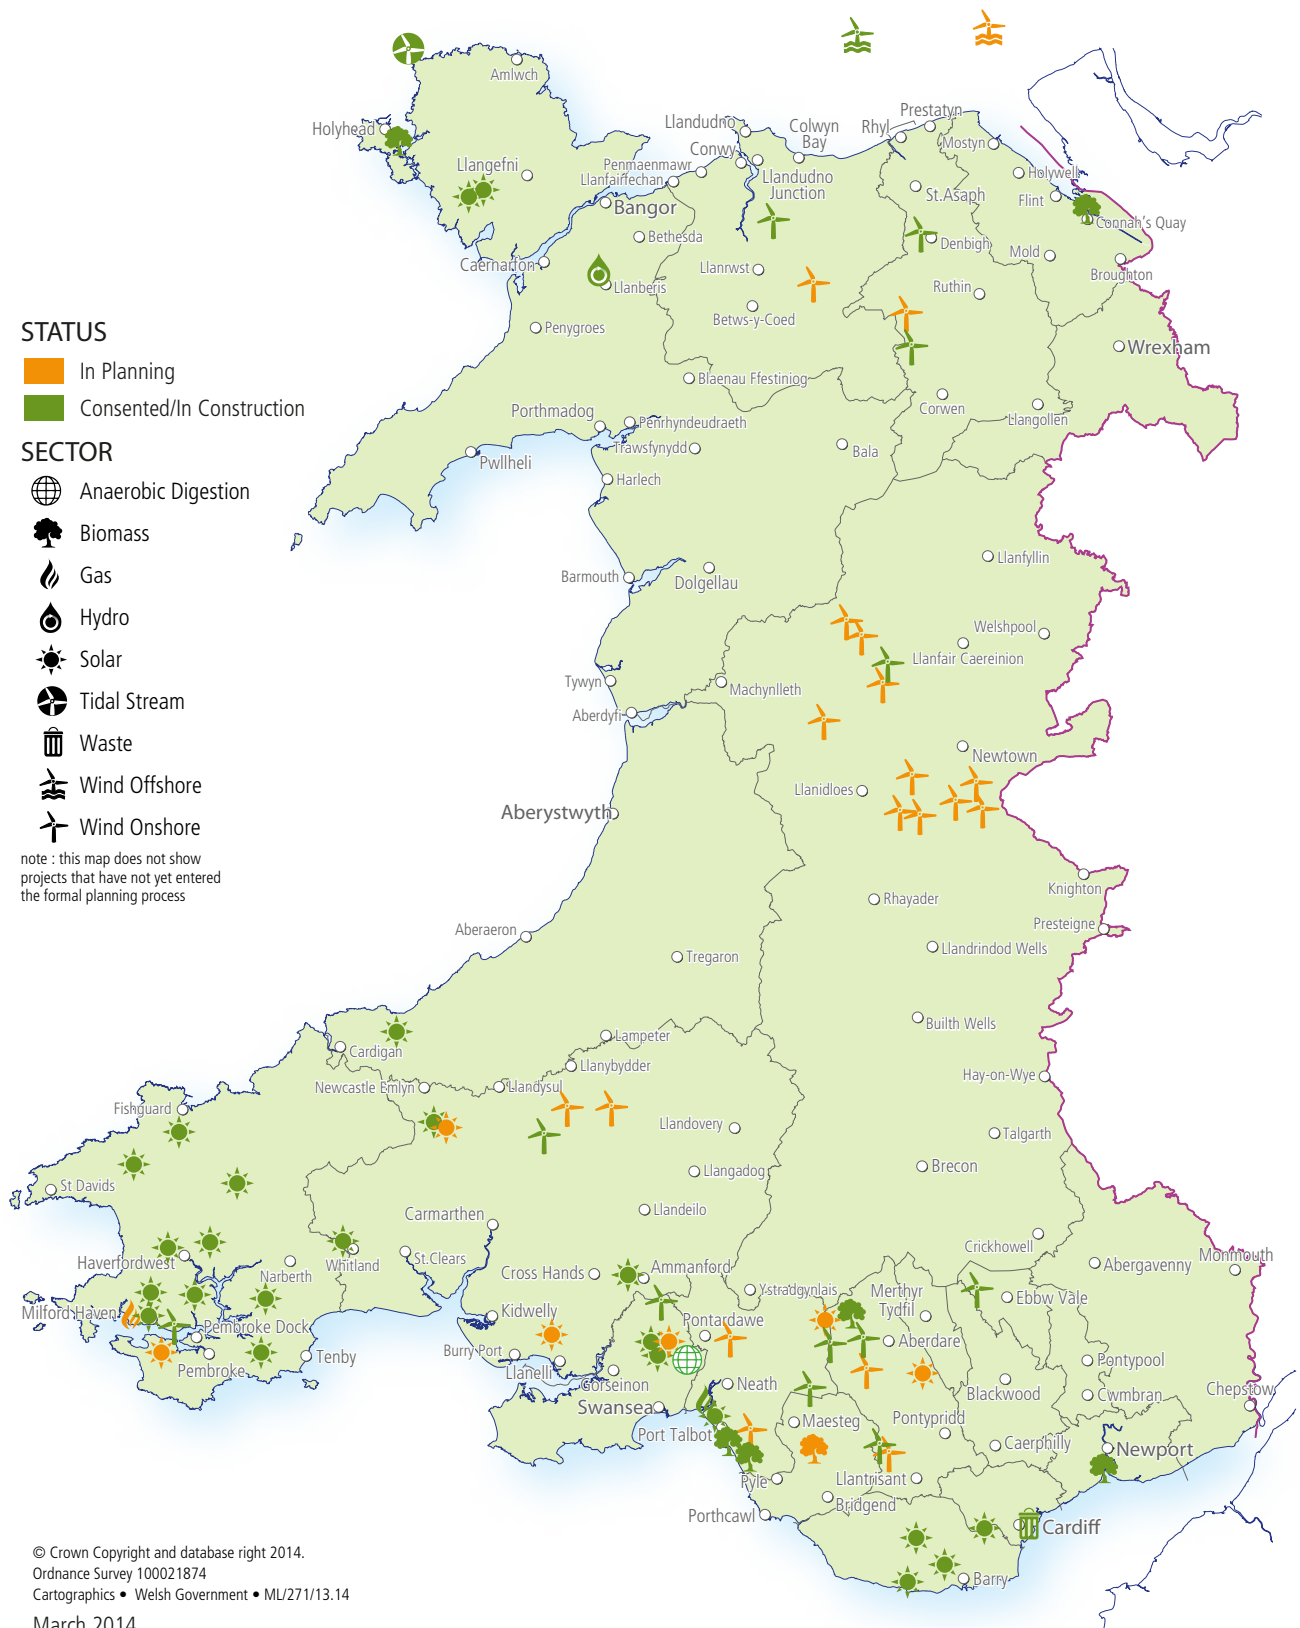 Amlwch
Holyhead
Llangefni
Llandudno
Conwy
Colwyn
Bay
Rhyl
Prestatyn
Mostyn
Penmaenmawr
Llanfairfechan
Llandudno
Junction
Holywell
St.Asaph
Flint
Bangor
Connah's Quay
Bethesda
Denbigh
Mold
Caernarfon
Llanrwst
Broughton
Llanberis
Ruthin
Betws-y-Coed
Penygroes
Wrexham
STATUS
In Planning
Consented/In Construction
SECTOR
Anaerobic Digestion
Biomass
Gas
Hydro
Solar
Tidal Stream
Waste
Wind Offshore
Wind Onshore
note : this map does not show
projects that have not yet entered
the formal planning process
Blaenau Ffestiniog
Corwen
Llangollen
Porthmadog
Penrhyndeudraeth
Trawsfynydd
Bala
Pwllheli
Harlech
Llanfyllin
Barmouth
Dolgellau
Welshpool
Llanfair Caereinion
Tywyn
Machynlleth
Aberdyfi
Newtown
Llanidloes
Aberystwyth
Knighton
Rhayader
Presteigne
Aberaeron
Llandrindod Wells
Tregaron
Builth Wells
Lampeter
Cardigan
Llanybydder
Hay-on-Wye
Newcastle Emlyn
Llandysul
Fishguard
Llandovery
Talgarth
Brecon
Llangadog
St Davids
Llandeilo
Carmarthen
Crickhowell
Monmouth
Haverfordwest
Narberth
Whitland
St.Clears
Cross Hands
Ammanford
Abergavenny
Ystradgynlais
Merthyr
Tydfil
Ebbw Vale
Milford Haven
Pembroke Dock
Kidwelly
Pontardawe
Aberdare
Pembroke
Tenby
Burry Port
Llanelli
Gorseinon
Neath
Pontypool
Blackwood
Cwmbran
Chepstow
Swansea
Port Talbot
Maesteg
Pontypridd
Caerphilly
Newport
Pyle
Llantrisant
Bridgend
Porthcawl
Cardiff
Barry
© Crown Copyright and database right 2014.
Ordnance Survey 100021874
Cartographics • Welsh Government • ML/271/13.14
March 2014